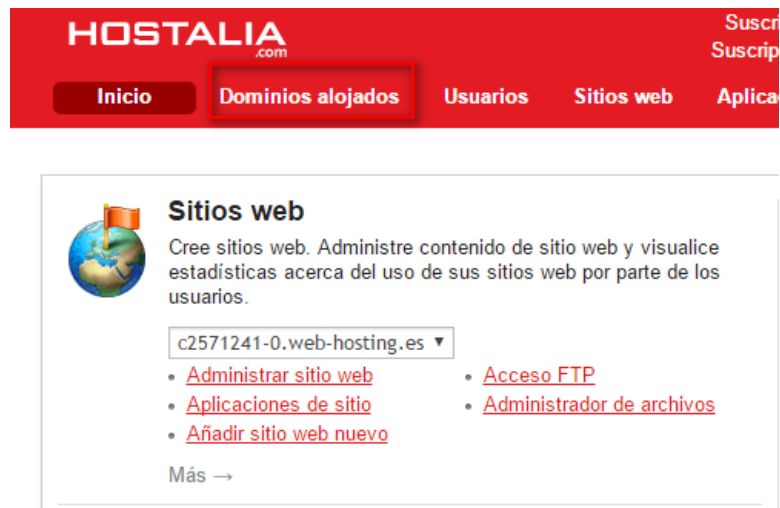 HOSTALIA
.com
Inicio Dominios alojados Usuarios Sitios web
Sitios web
Cree sitios web. Administre contenido de sitio web y visualice
estadísticas acerca del uso de sus sitios web por parte de los
usuarios.
c2571241-0.web-hosting.es ▼
• Administrar sitio web • Acceso FTP
• Aplicaciones de sitio • Administrador de archivos
• Añadir sitio web nuevo
Más →